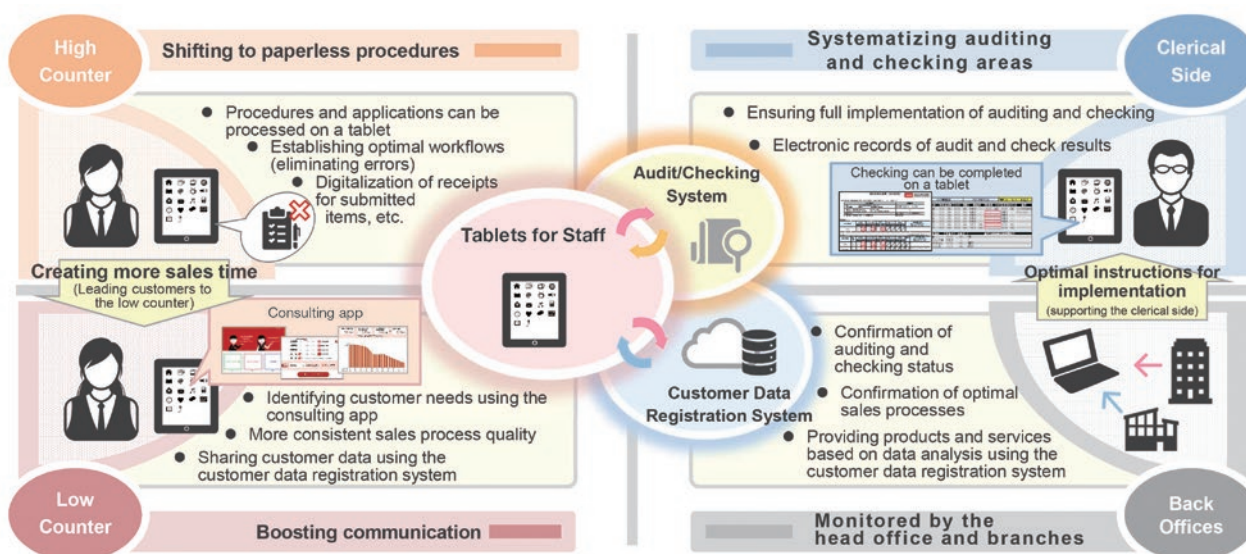 High
Counter
Shifting to paperless procedures
● Procedures and applications can be
processed on a tablet
● Establishing optimal workflows
(eliminating errors)
● Digitalization of receipts
for submitted
items, etc.
Creating more sales time
(Leading customers to
the low counter)
Systematizing auditing
and checking areas
Clerical
Side
● Ensuring full implementation of auditing and checking
● Electronic records of audit and check results
Checking can be completed
on a tablet
Optimal instructions for
implementation
(supporting the clerical side)
Tablets for Staff
Audit/Checking
System
Customer Data
Registration System
Consulting app
● Identifying customer needs using the
consulting app
● More consistent sales process quality
● Sharing customer data using the
customer data registration system
Low
Counter
Boosting communication
● Confirmation of
auditing and
checking status
● Confirmation of optimal
sales processes
● Providing products and services
based on data analysis using the
customer data registration system
Monitored by the
head office and branches
Back
Offices